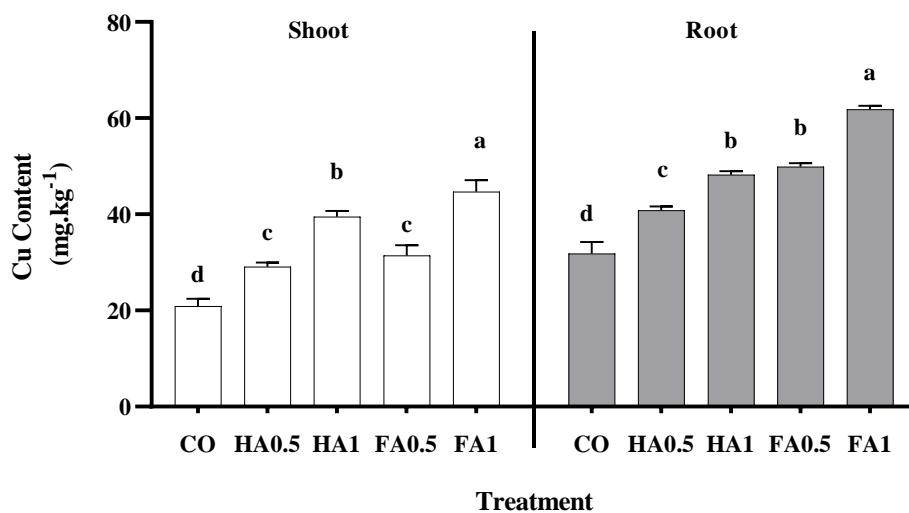 Shoot
Root
Cu Content
(mg.kg⁻¹)
80
60
40
20
0
d
c
b
c
a
d
c
b
b
a
CO HA0.5 HA1 FA0.5 FA1
CO HA0.5 HA1 FA0.5 FA1
Treatment